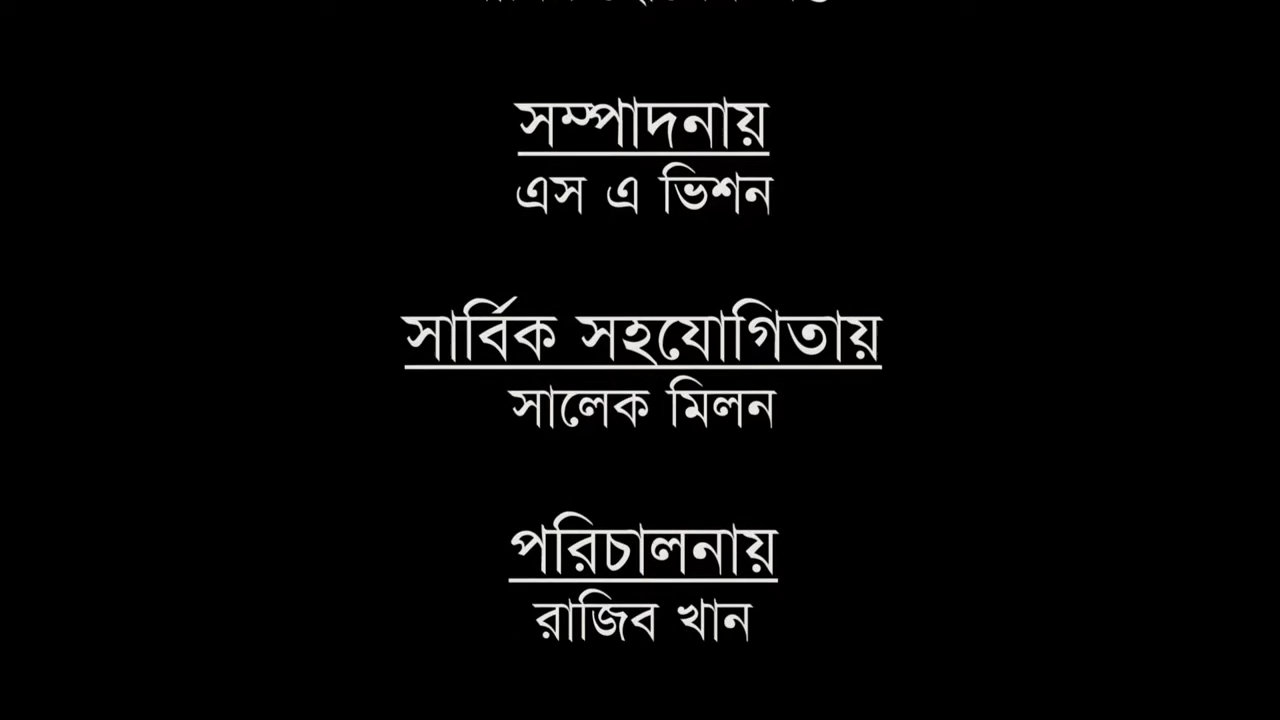 সম্পাদনায়
এস এ ভিশন
সার্বিক সহযোগিতায়
সালেক মিলন
পরিচালনায়
রাজিব খান